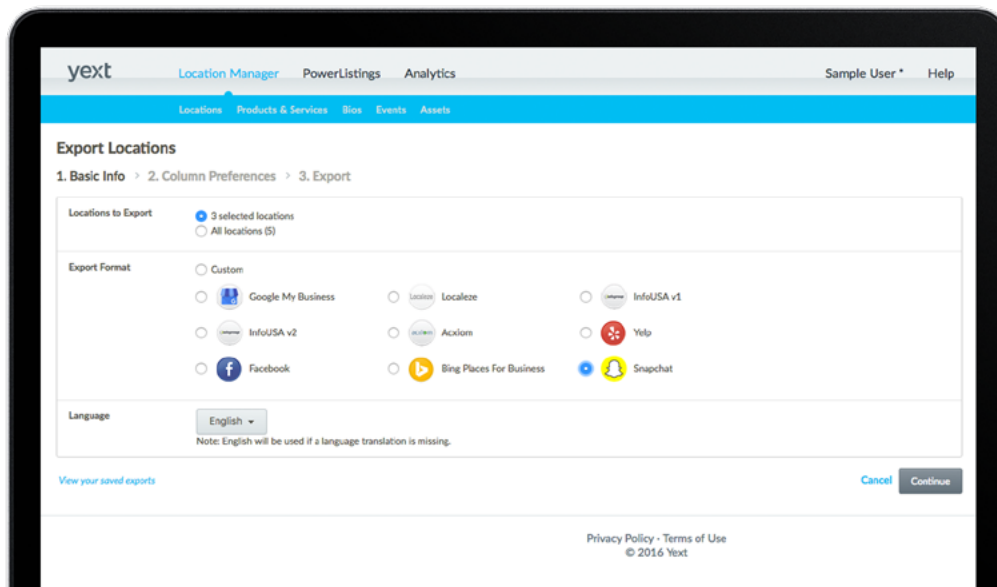 yext
Location Manager PowerListings Analytics
Sample User ▾ Help
Locations Products & Services Bios Events Assets
Export Locations
1. Basic Info > 2. Column Preferences > 3. Export
Locations to Export
3 selected locations
All locations (5)
Export Format
Custom
Google My Business
Localeze
Localeze
InfoUSA v1
InfoUSA v2
Acxiom
Yelp
Facebook
Bing Places For Business
Snapchat
Language
English
Note: English will be used if a language translation is missing.
View your saved exports
Cancel Continue
Privacy Policy - Terms of Use
© 2016 Yext